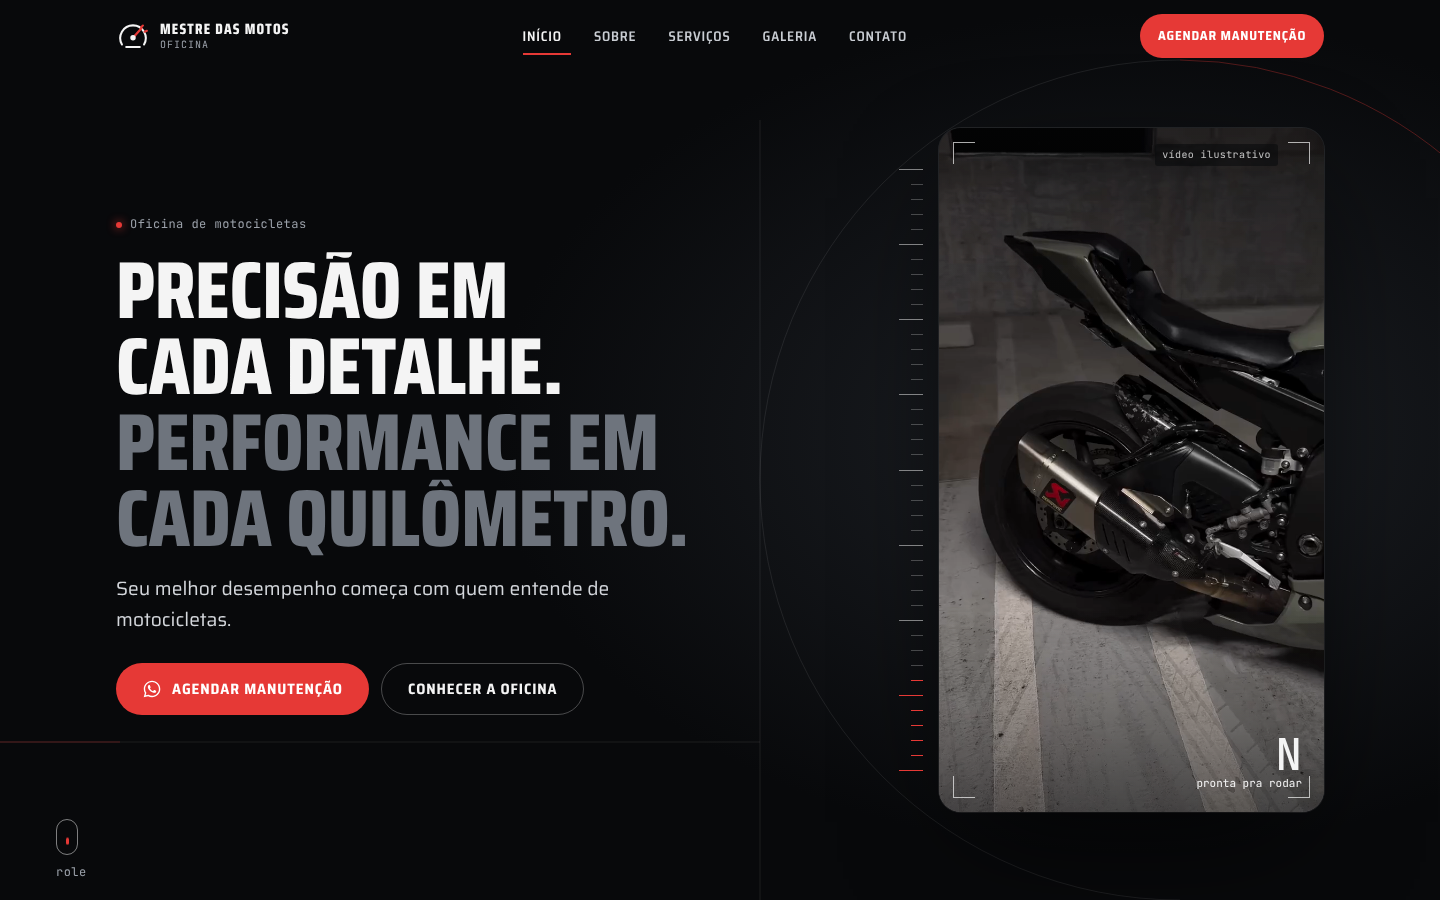 MESTRE DAS MOTOS
OFICINA
INÍCIO
SOBRE
SERVIÇOS
GALERIA
CONTATO
AGENDAR MANUTENÇÃO
vídeo ilustrativo
Oficina de motocicletas
PRECISÃO EM
CADA DETALHE.
PERFORMANCE EM
CADA QUILÔMETRO.
Seu melhor desempenho começa com quem entende de
motocicletas.
AGENDAR MANUTENÇÃO
CONHECER A OFICINA
N
pronta pra rodar
role